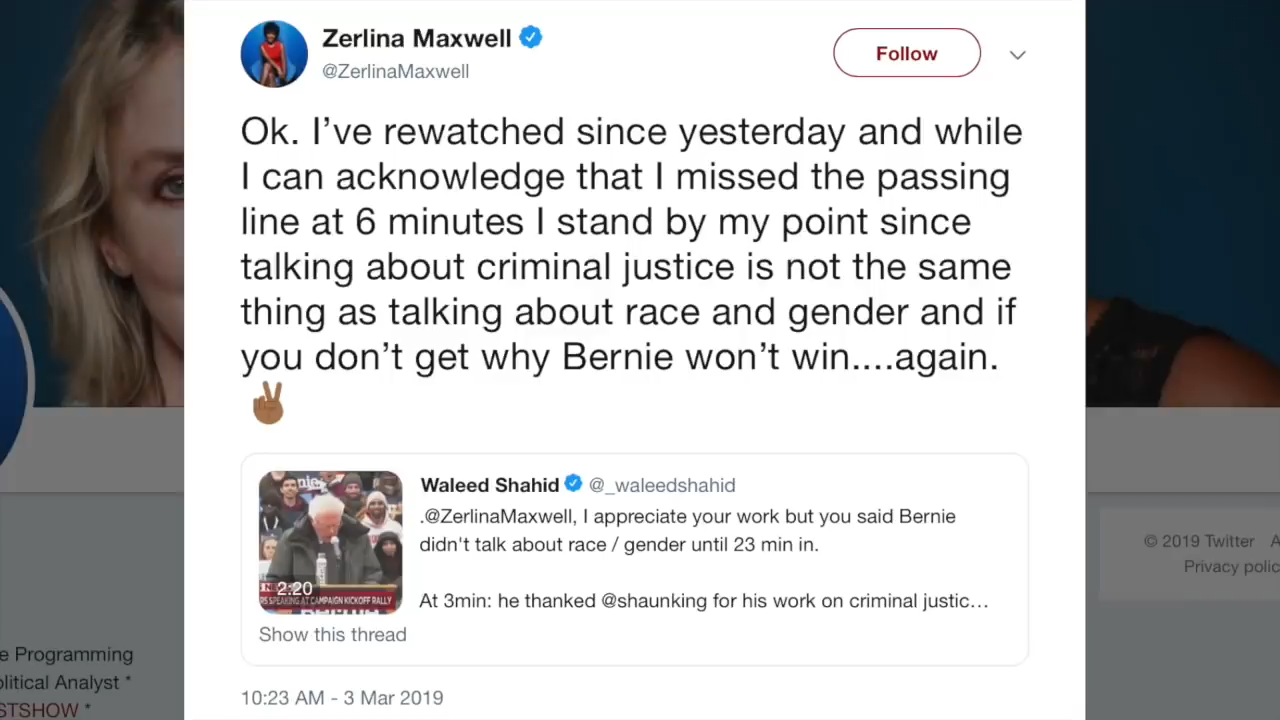 Zerlina Maxwell
@ZerlinaMaxwell
Follow
Ok. I've rewatched since yesterday and while
I can acknowledge that I missed the passing
line at 6 minutes I stand by my point since
talking about criminal justice is not the same
thing as talking about race and gender and if
you don't get why Bernie won't win....again.
✌🏾
Waleed Shahid @_waleedshahid
.@ZerlinaMaxwell, I appreciate your work but you said Bernie
didn't talk about race / gender until 23 min in.
At 3min: he thanked @shaunking for his work on criminal justic...
2:20
SPEAKING AT CAMPAIGN KICKOFF RALLY
Show this thread
10:23 AM - 3 Mar 2019
e Programming
olitical Analyst *
STSHOW *
© 2019 Twitter A
Privacy polic